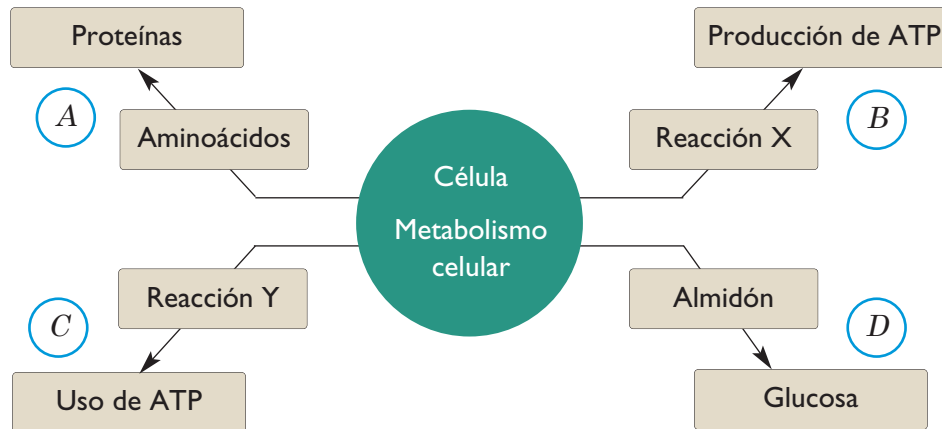 Proteínas
A
Aminoácidos
Producción de ATP
B
Reacción X
Célula
Metabolismo
celular
Reacción Y
C
Uso de ATP
Almidón
D
Glucosa